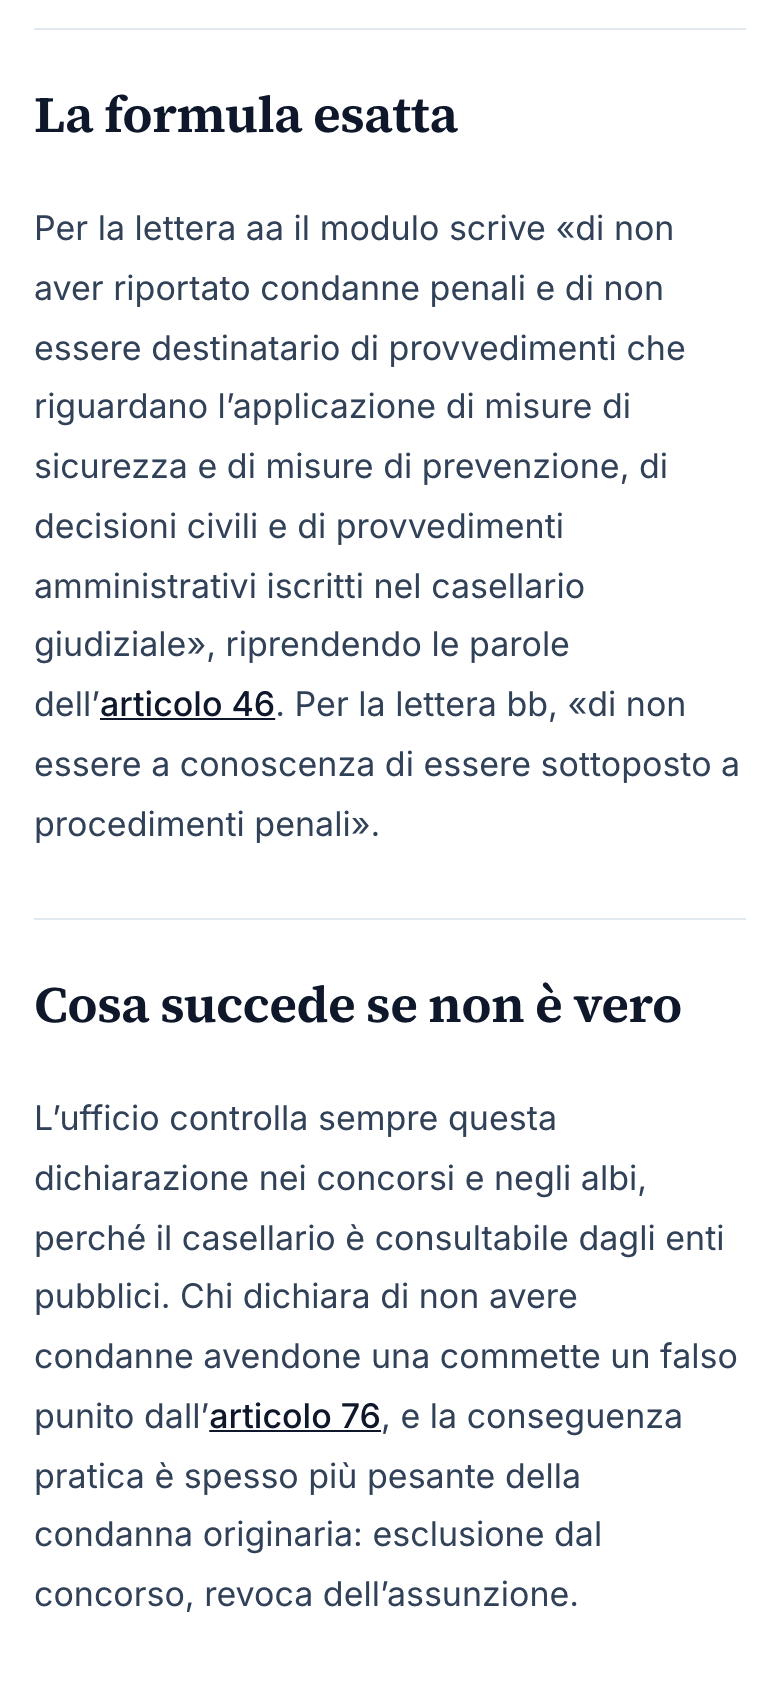 La formula esatta
Per la lettera aa il modulo scrive «di non
aver riportato condanne penali e di non
essere destinatario di provvedimenti che
riguardano l’applicazione di misure di
sicurezza e di misure di prevenzione, di
decisioni civili e di provvedimenti
amministrativi iscritti nel casellario
giudiziale», riprendendo le parole
dell’articolo 46. Per la lettera bb, «di non
essere a conoscenza di essere sottoposto a
procedimenti penali».
Cosa succede se non è vero
L’ufficio controlla sempre questa
dichiarazione nei concorsi e negli albi,
perché il casellario è consultabile dagli enti
pubblici. Chi dichiara di non avere
condanne avendone una commette un falso
punito dall’articolo 76, e la conseguenza
pratica è spesso più pesante della
condanna originaria: esclusione dal
concorso, revoca dell’assunzione.